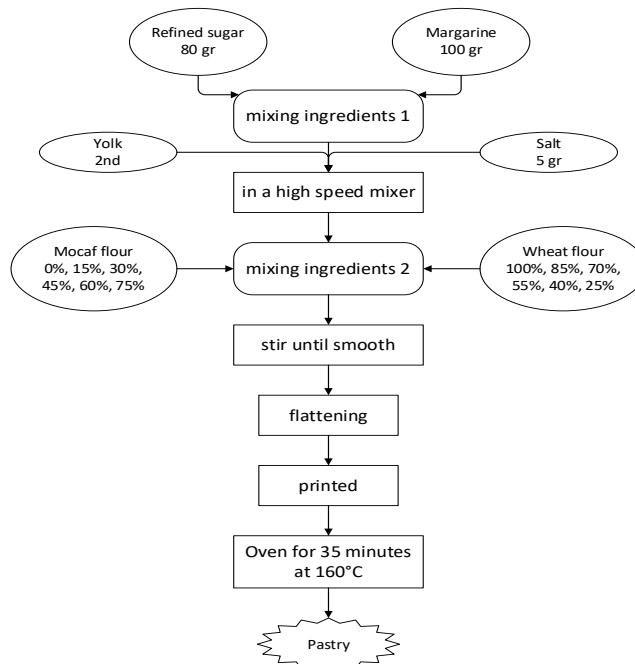 Refined sugar
80 gr
Margarine
100 gr
mixing ingredients 1
Yolk
2nd
Salt
5 gr
in a high speed mixer
Mocaf flour
0%, 15%, 30%,
45%, 60%, 75%
mixing ingredients 2
Wheat flour
100%, 85%, 70%,
55%, 40%, 25%
stir until smooth
flattening
printed
Oven for 35 minutes
at 160°C
Pastry